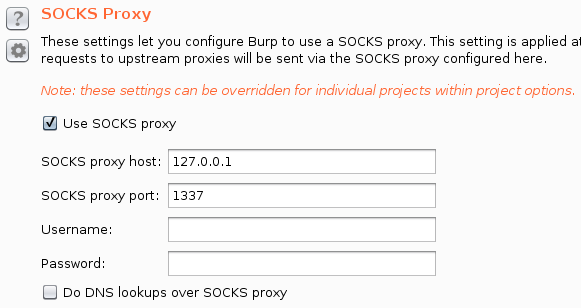 SOCKS Proxy
These settings let you configure Burp to use a SOCKS proxy. This setting is applied at
requests to upstream proxies will be sent via the SOCKS proxy configured here.
Note: these settings can be overridden for individual projects within project options.
Use SOCKS proxy
SOCKS proxy host: 127.0.0.1
SOCKS proxy port: 1337
Username:
Password:
Do DNS lookups over SOCKS proxy